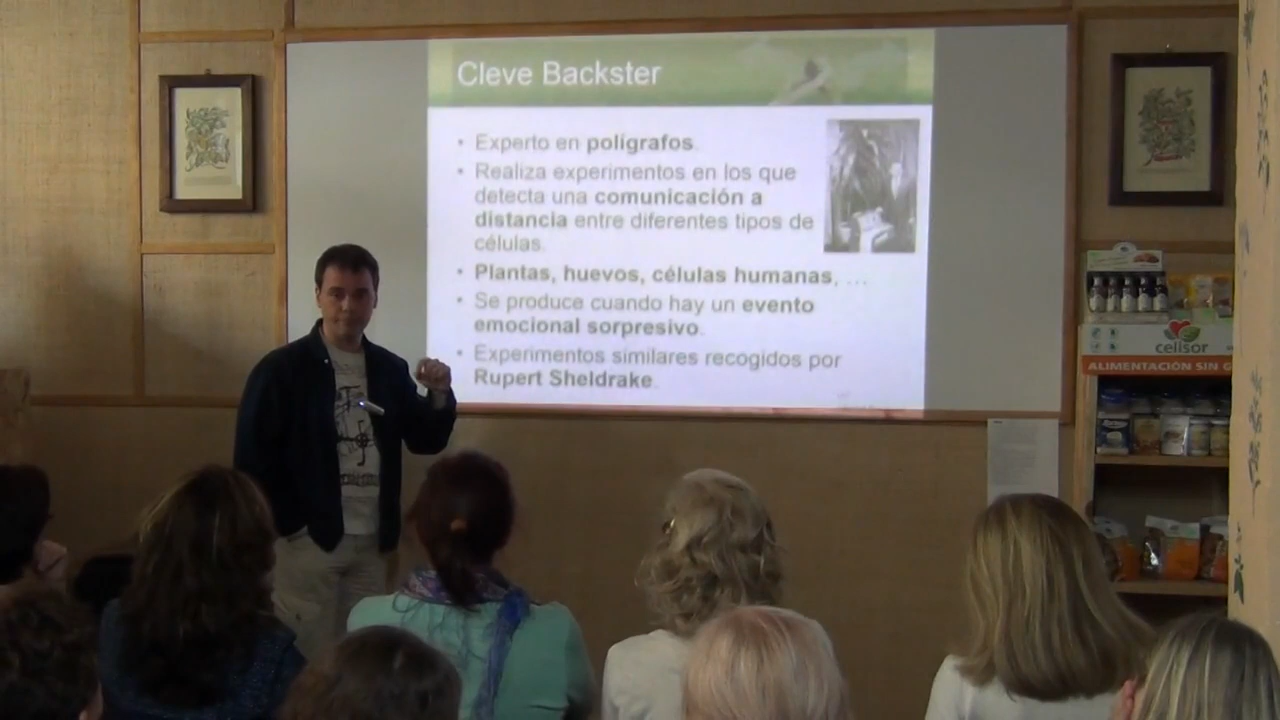 Cleve Backster
• Experto en polígrafos.
• Realiza experimentos en los que
detecta una comunicación a
distancia entre diferentes tipos de
células.
• Plantas, huevos, células humanas, ...
• Se produce cuando hay un evento
emocional sorpresivo.
• Experimentos similares recogidos por
Rupert Sheldrake.
celisor
ALIMENTACIÓN SIN G